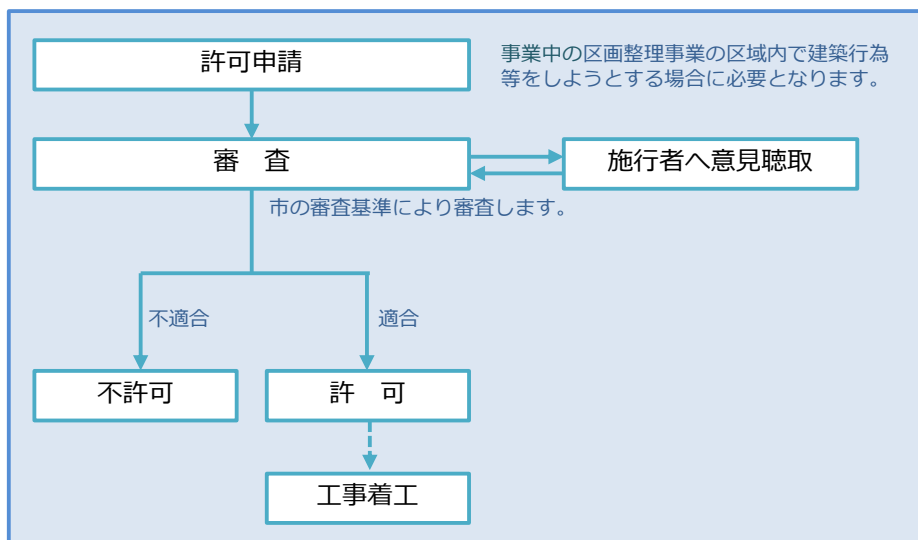 許可申請
事業中の区画整理事業の区域内で建築行為
等をしようとする場合に必要となります。
審　査
施行者へ意見聴取
市の審査基準により審査します。
不適合
適合
不許可
許　可
工事着工